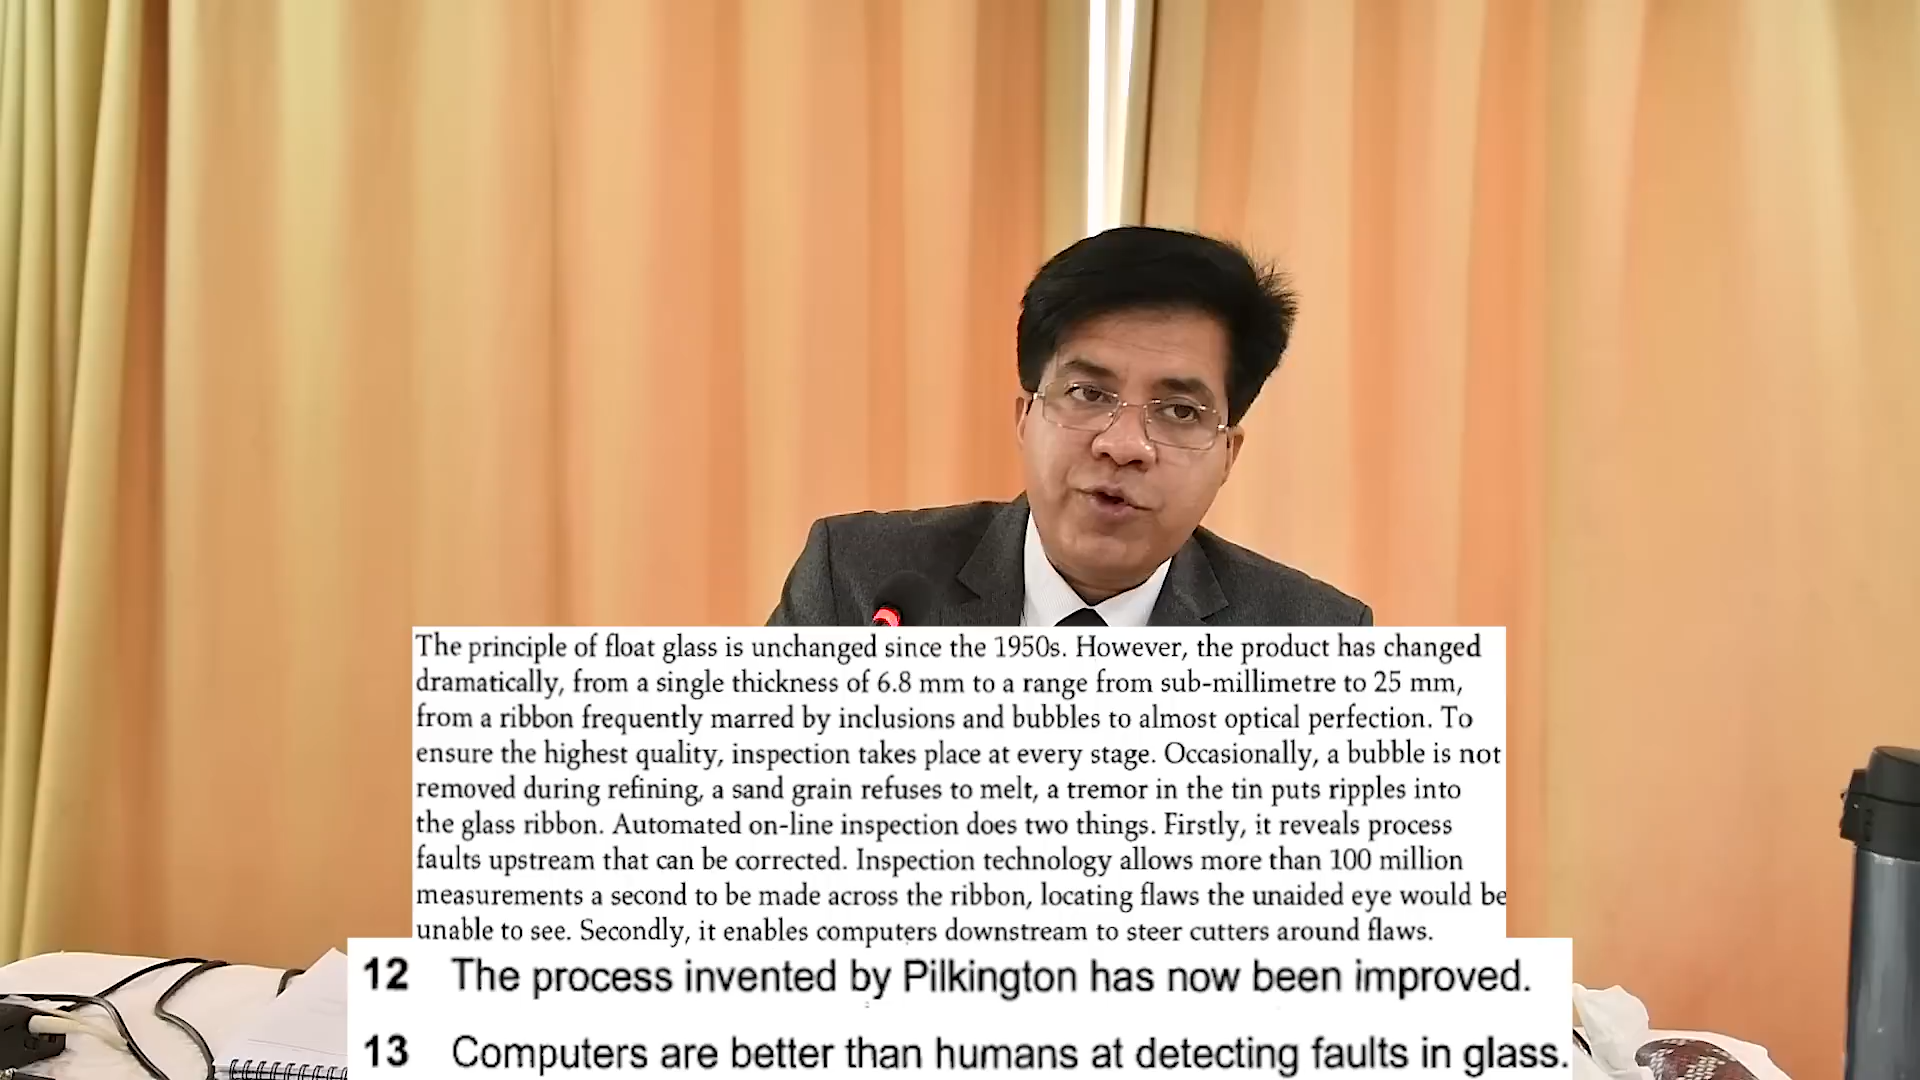 The principle of float glass is unchanged since the 1950s. However, the product has changed
dramatically, from a single thickness of 6.8 mm to a range from sub-millimetre to 25 mm,
from a ribbon frequently marred by inclusions and bubbles to almost optical perfection. To
ensure the highest quality, inspection takes place at every stage. Occasionally, a bubble is not
removed during refining, a sand grain refuses to melt, a tremor in the tin puts ripples into
the glass ribbon. Automated on-line inspection does two things. Firstly, it reveals process
faults upstream that can be corrected. Inspection technology allows more than 100 million
measurements a second to be made across the ribbon, locating flaws the unaided eye would be
unable to see. Secondly, it enables computers downstream to steer cutters around flaws.
12 The process invented by Pilkington has now been improved.
13 Computers are better than humans at detecting faults in glass.